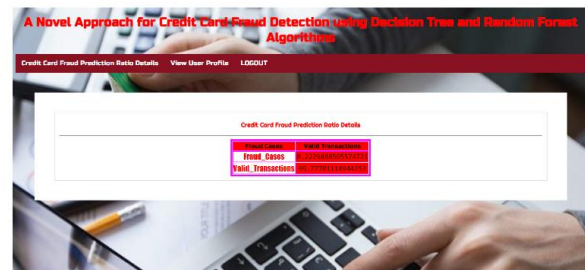 A Novel Approach for Credit Card Fraud Detection using Decision Tree and Random Forest
Algorithms
Credit Card Fraud Prediction Ratio Details View User Profile LOGOUT
Credit Card Fraud Prediction Ratio Details
Fraud Cases Valid Transactions
Fraud_Cases
Valid_Transactions